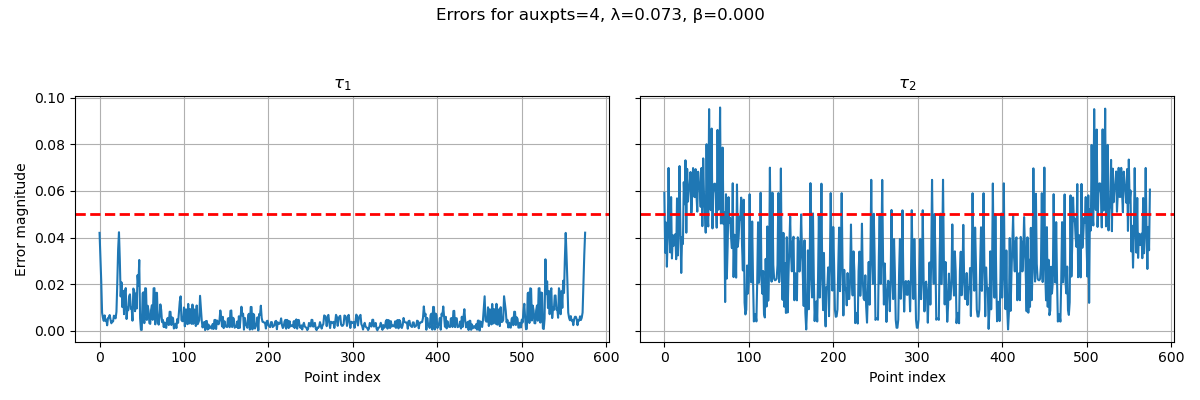 Errors for auxpts=4, λ=0.073, β=0.000
τ₁
τ₂
0.10
0.08
0.06
0.04
0.02
0.00
Error magnitude
0 100 200 300 400 500 600
0 100 200 300 400 500 600
Point index
Point index